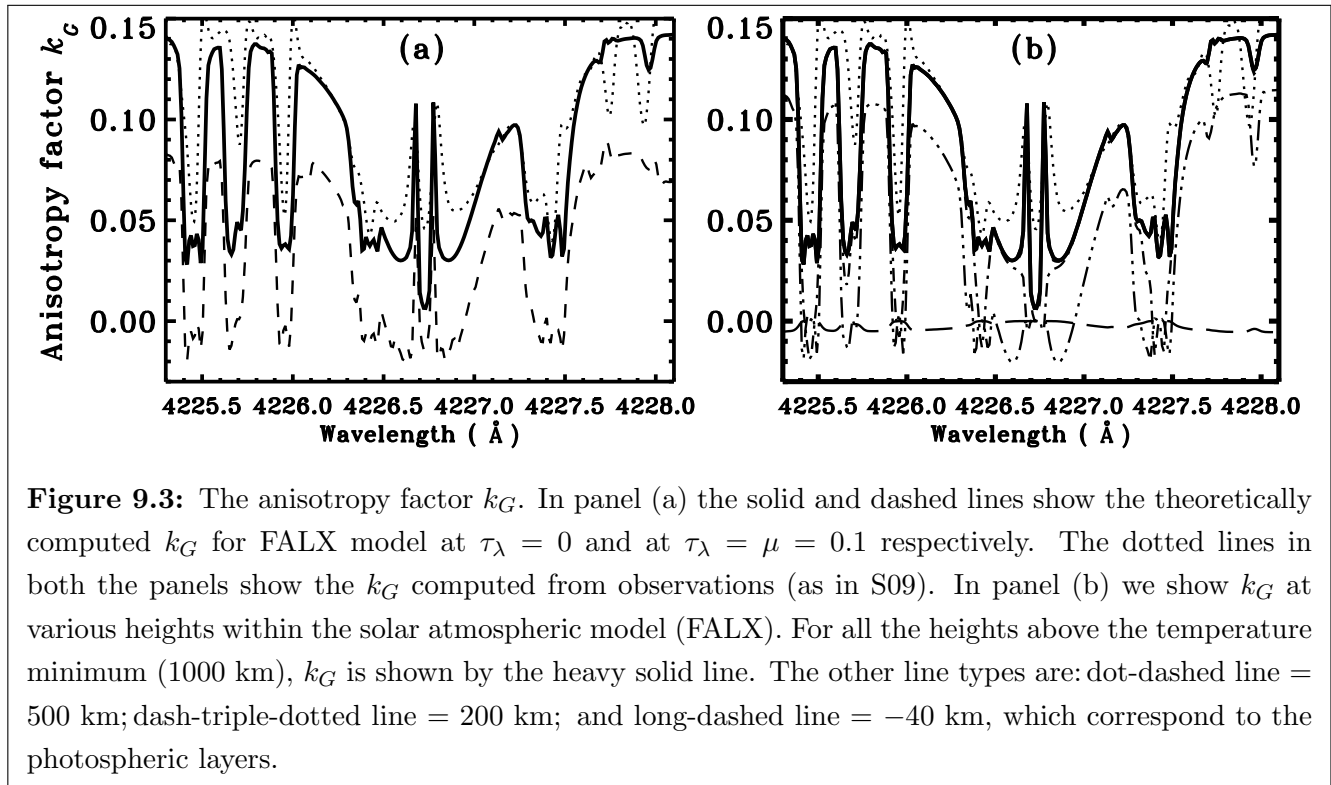 Anisotropy factor k_G
0.15
0.10
0.05
0.00
(a)
4225.5 4226.0 4226.5 4227.0 4227.5 4228.0
Wavelength ( Å )
0.15
0.10
0.05
0.00
(b)
4225.5 4226.0 4226.5 4227.0 4227.5 4228.0
Wavelength ( Å )
Figure 9.3: The anisotropy factor k_G. In panel (a) the solid and dashed lines show the theoretically
computed k_G for FALX model at τ_λ = 0 and at τ_λ = μ = 0.1 respectively. The dotted lines in
both the panels show the k_G computed from observations (as in S09). In panel (b) we show k_G at
various heights within the solar atmospheric model (FALX). For all the heights above the temperature
minimum (1000 km), k_G is shown by the heavy solid line. The other line types are: dot-dashed line =
500 km; dash-triple-dotted line = 200 km; and long-dashed line = −40 km, which correspond to the
photospheric layers.